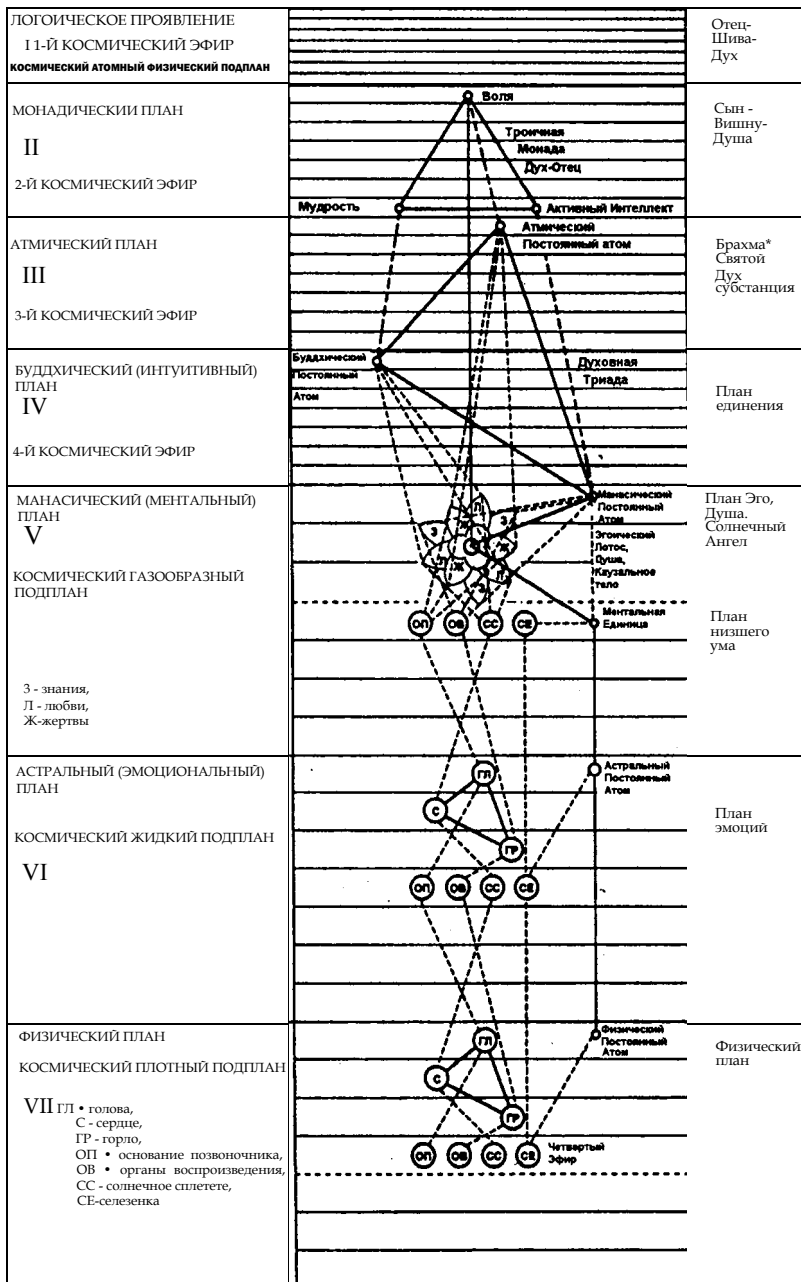 ЛОГОИЧЕСКОЕ ПРОЯВЛЕНИЕ
I 1-Й КОСМИЧЕСКИЙ ЭФИР
КОСМИЧЕСКИЙ АТОМНЫЙ ФИЗИЧЕСКИЙ ПОДПЛАН
Отец-
Шива-
Дух
МОНАДИЧЕСКИИ ПЛАН
II
2-Й КОСМИЧЕСКИЙ ЭФИР
Воля
Троичная
Монада
Дух-Отец
Мудрость
Активный Интеллект
Сын -
Вишну-
Душа
АТМИЧЕСКИЙ ПЛАН
III
3-Й КОСМИЧЕСКИЙ ЭФИР
Атмический
Постоянный атом
Брахма*
Святой
Дух
субстанция
БУДДХИЧЕСКИЙ (ИНТУИТИВНЫЙ)
ПЛАН
IV
4-Й КОСМИЧЕСКИЙ ЭФИР
Буддхический
Постоянный
Атом
Духовная
Триада
План
единения
МАНАСИЧЕСКИЙ (МЕНТАЛЬНЫЙ)
ПЛАН
V
КОСМИЧЕСКИЙ ГАЗООБРАЗНЫЙ
ПОДПЛАН
З - знания,
Л - любви,
Ж-жертвы
Л
З
Ж
З
Л
Ж
Ж
Л
З
Манасический
Постоянный
Атом
Эгоический
Лотос,
Душа,
Каузальное
тело
ОП ОВ СС СЕ
Ментальная
Единица
План Эго,
Душа.
Солнечный
Ангел
План
низшего
ума
АСТРАЛЬНЫЙ (ЭМОЦИОНАЛЬНЫЙ)
ПЛАН
КОСМИЧЕСКИЙ ЖИДКИЙ ПОДПЛАН
VI
ГЛ
С
ГР
ОП ОВ СС СЕ
Астральный
Постоянный
Атом
План
эмоций
ФИЗИЧЕСКИЙ ПЛАН
КОСМИЧЕСКИЙ ПЛОТНЫЙ ПОДПЛАН
VII ГЛ • голова,
С - сердце,
ГР - горло,
ОП • основание позвоночника,
ОВ • органы воспроизведения,
СС - солнечное сплетете,
СЕ-селезенка
ГЛ
С
ГР
ОП ОВ СС СЕ
Физический
Постоянный
Атом
Четвертый
Эфир
Физический
план